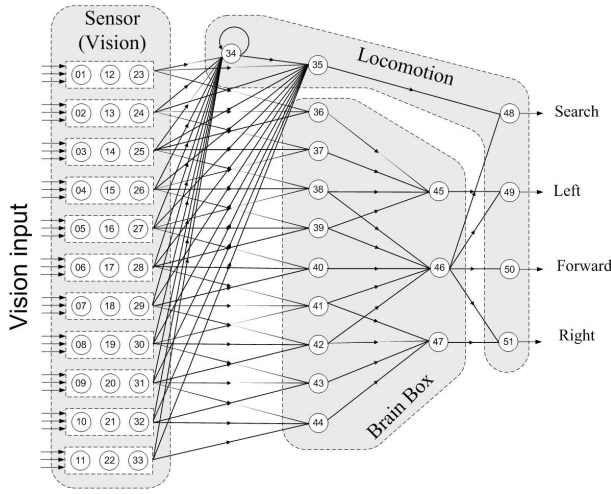 Sensor
(Vision)
Vision input
01 12 23
02 13 24
03 14 25
04 15 26
05 16 27
06 17 28
07 18 29
08 19 30
09 20 31
10 21 32
11 22 33
34
35
Locomotion
36
37
38
39
40
41
42
43
44
45
46
47
Brain Box
48
49
50
51
Search
Left
Forward
Right